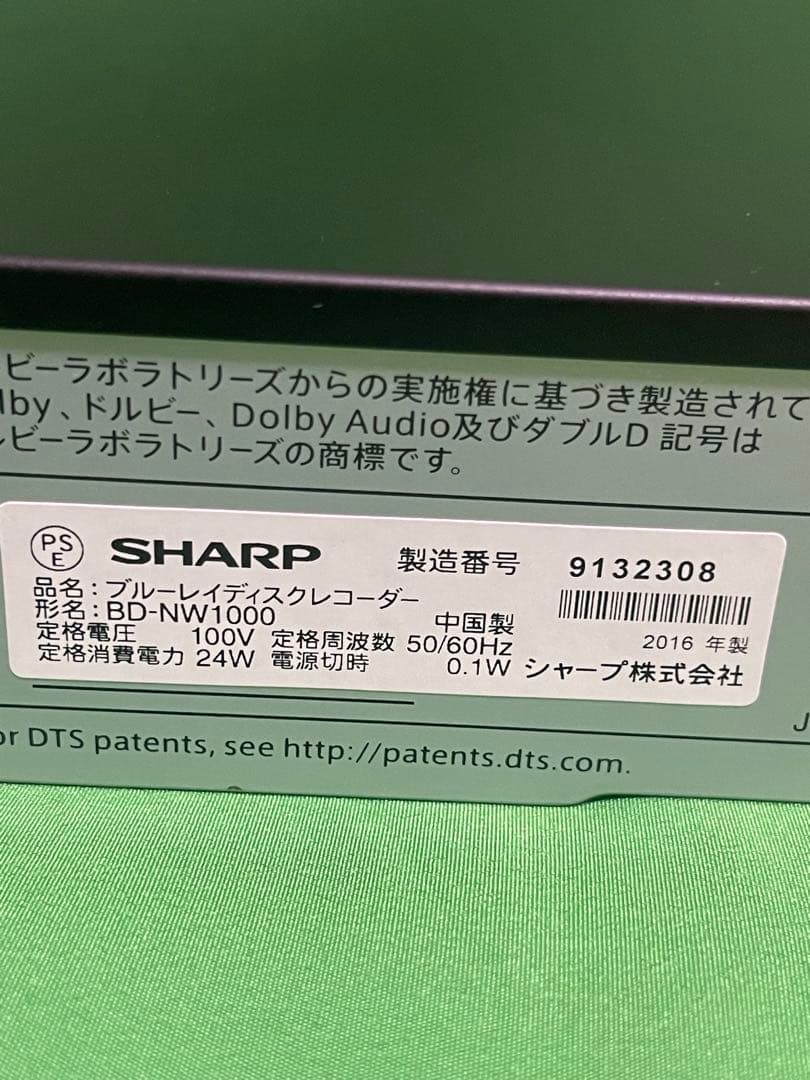 ビーラボラトリーズからの実施権に基づき製造されて
lby、ドルビー、Dolby Audio及びダブルD 記号は
ビーラボラトリーズの商標です。
PS E SHARP 製造番号 9132308
品名：ブルーレイディスクレコーダー
形名：BD-NW1000 中国製 2016 年製
定格電圧 100V 定格周波数 50/60Hz
定格消費電力 24W 電源切時 0.1W シャープ株式会社
J
or DTS patents, see http://patents.dts.com.